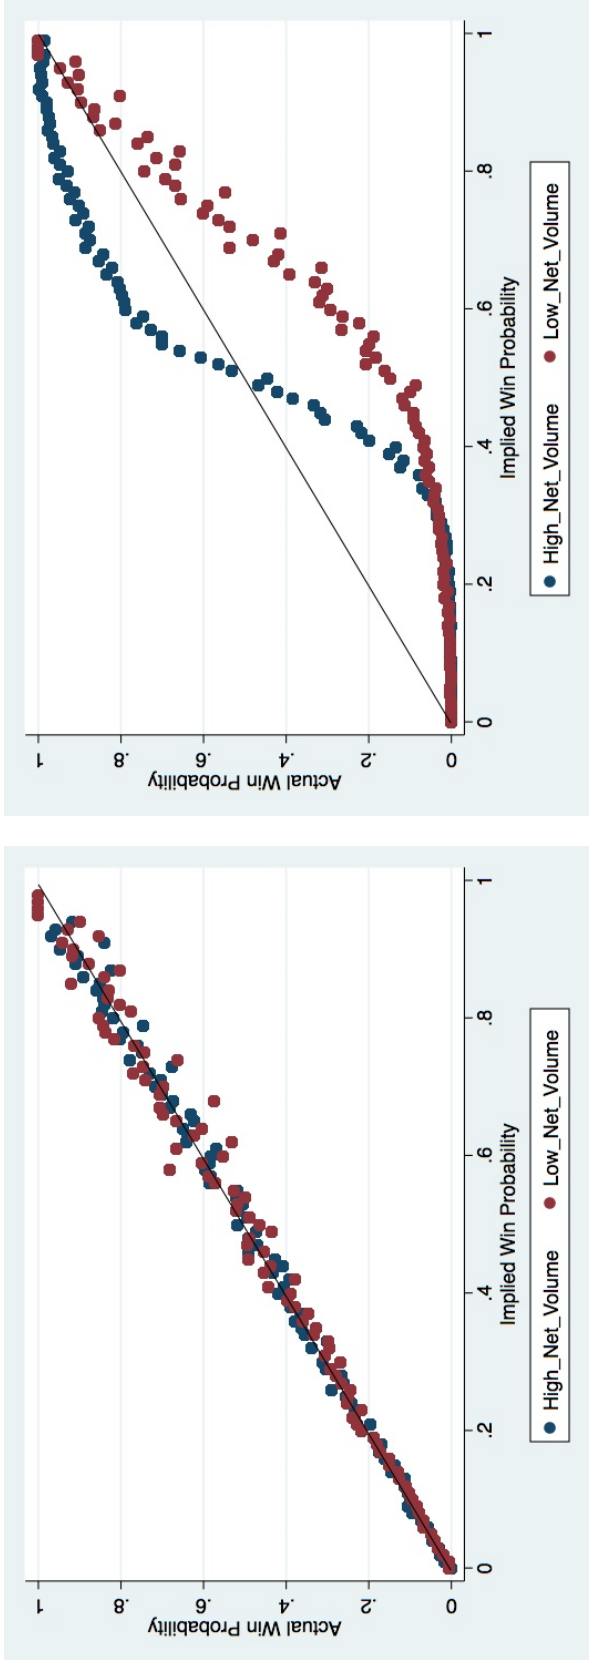 Actual Win Probability
1
.8
.6
.4
.2
0
0 .2 .4 .6 .8 1
Implied Win Probability
High_Net_Volume Low_Net_Volume
Actual Win Probability
1
.8
.6
.4
.2
0
0 .2 .4 .6 .8 1
Implied Win Probability
High_Net_Volume Low_Net_Volume